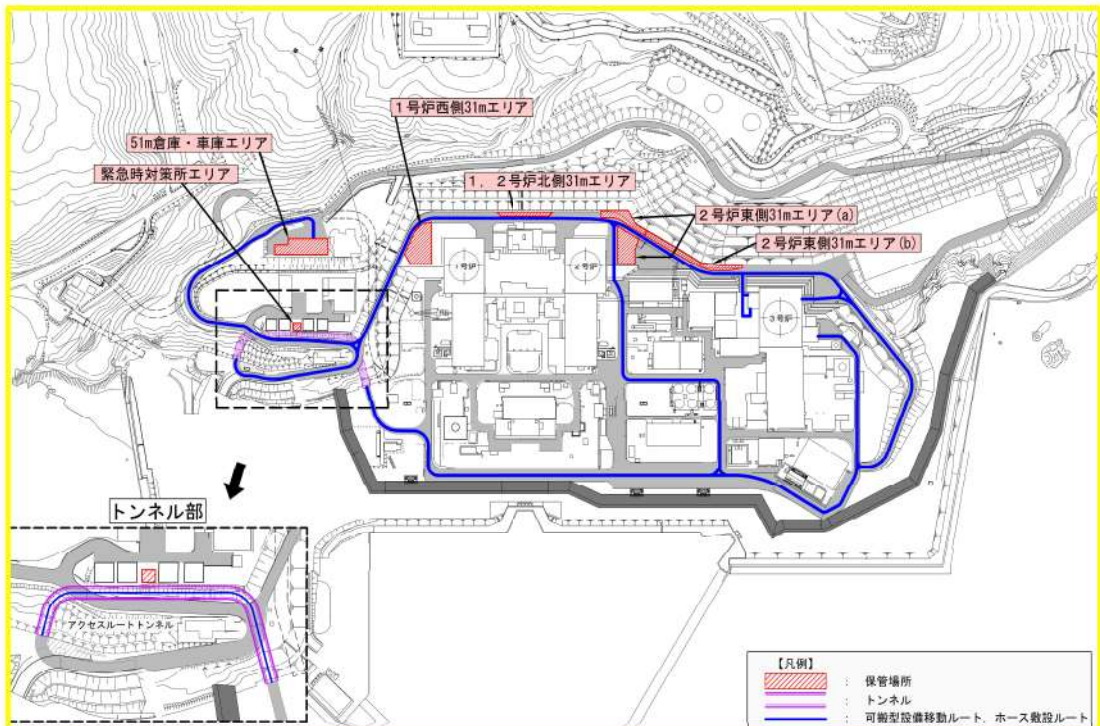 1号炉西側31mエリア
51m倉庫・車庫エリア
緊急時対策所エリア
1，2号炉北側31mエリア
2号炉東側31mエリア(a)
2号炉東側31mエリア(b)
1号炉
2号炉
3号炉
トンネル部
アクセスルートトンネル
【凡例】
： 保管場所
： トンネル
： 可搬型設備移動ルート，ホース敷設ルート